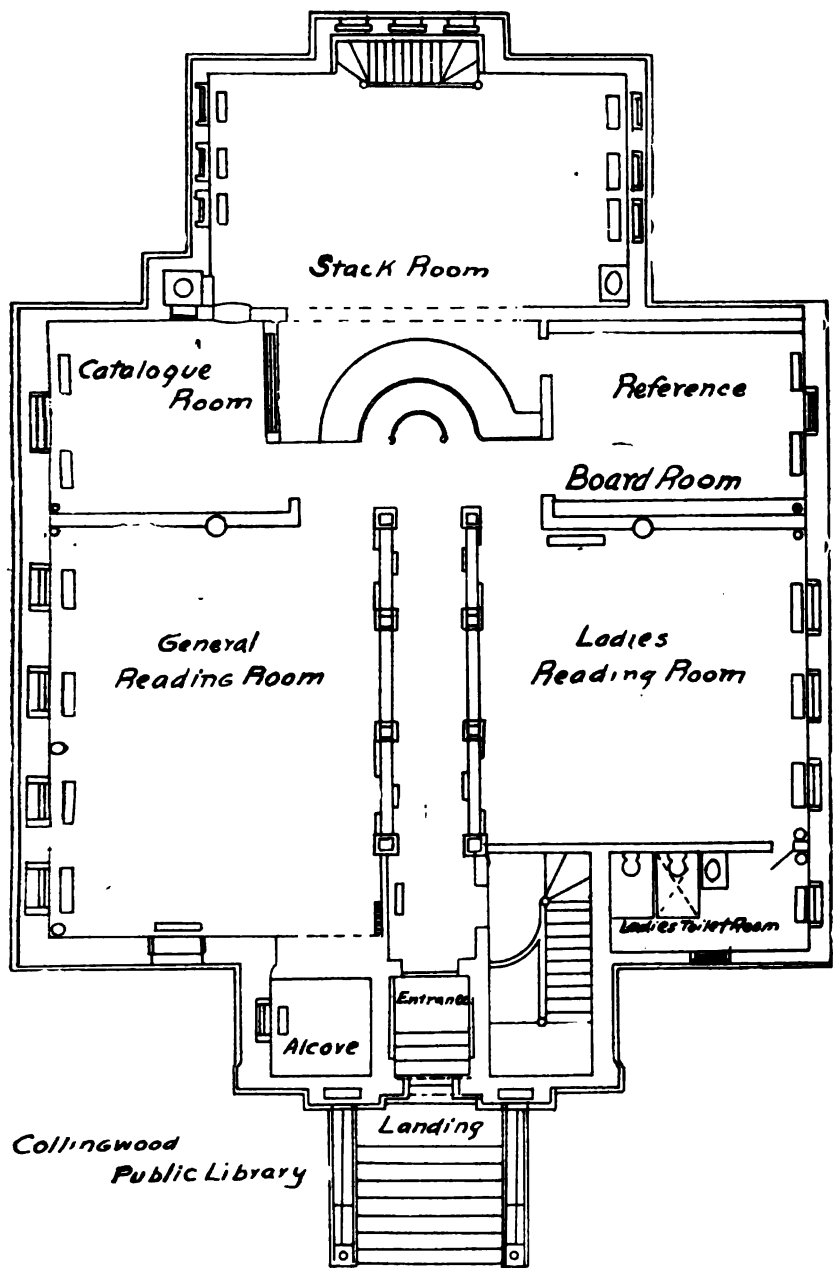 Stack Room
Catalogue
Room
Reference
Board Room
General
Reading Room
Ladies
Reading Room
Ladies Toilet Room
Entrance
Alcove
Landing
Collingwood
Public Library